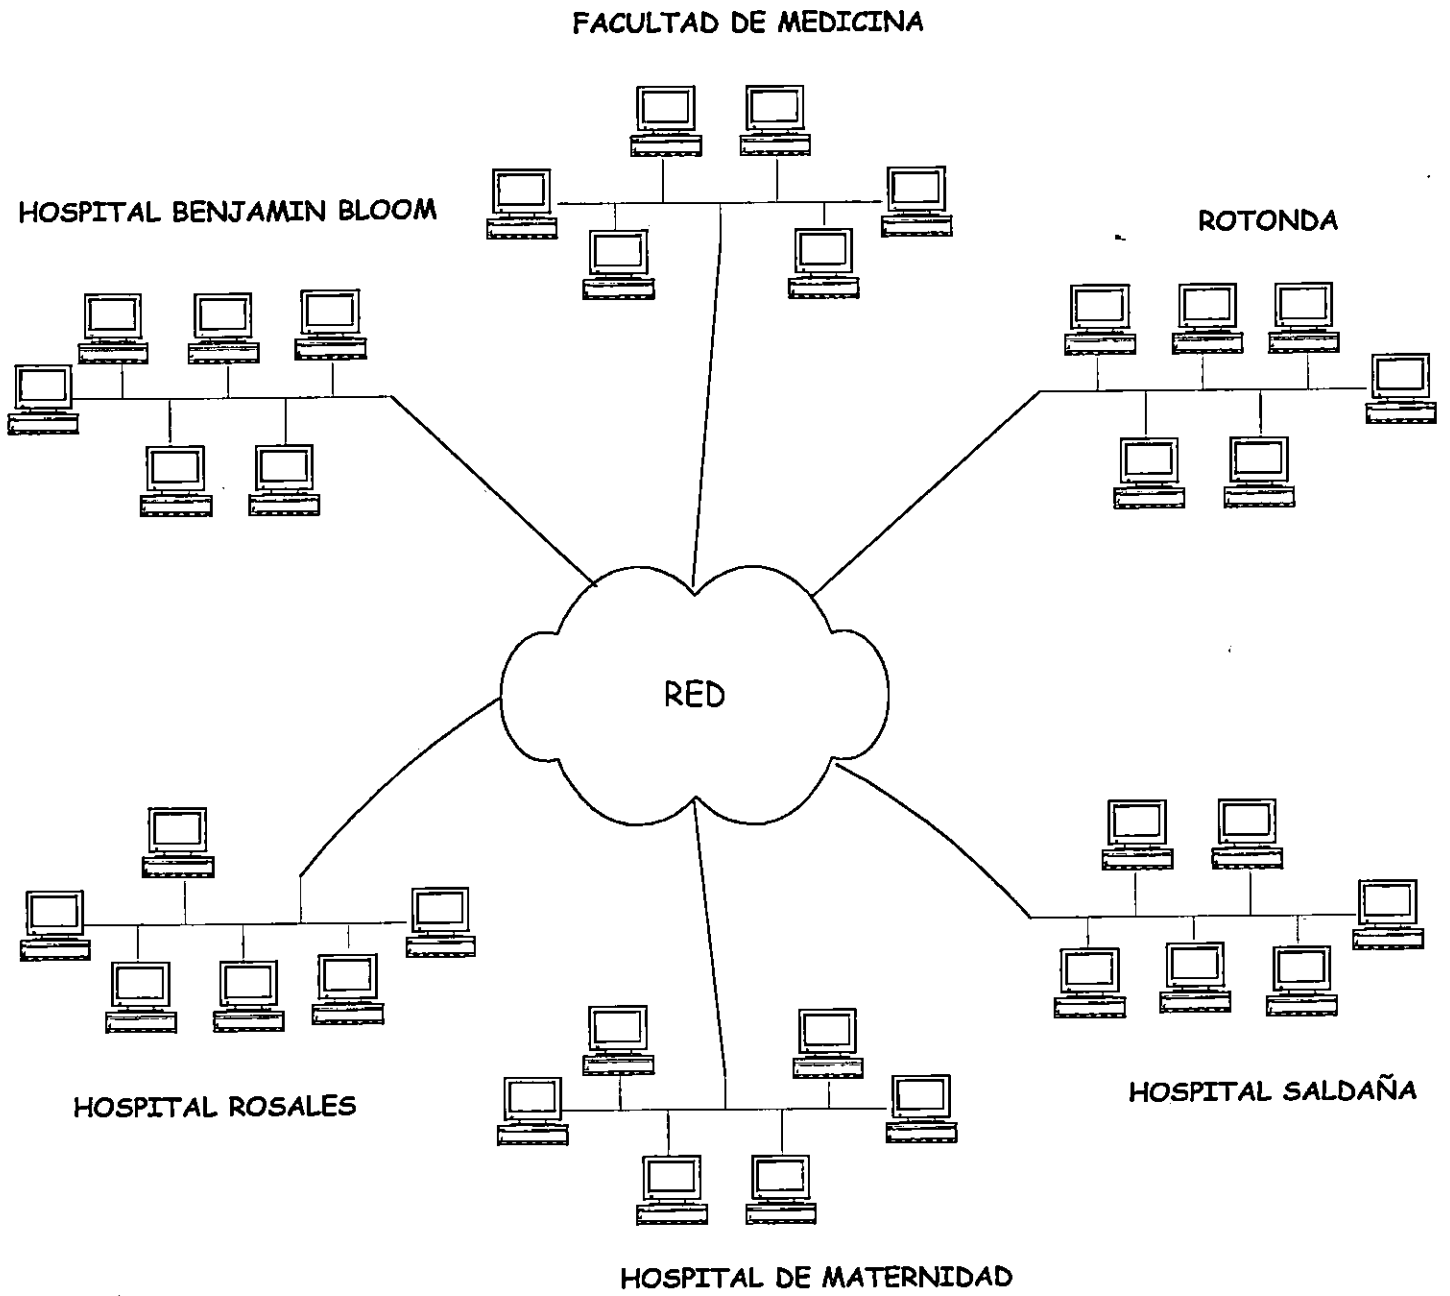 FACULTAD DE MEDICINA
HOSPITAL BENJAMIN BLOOM
ROTONDA
RED
HOSPITAL ROSALES
HOSPITAL SALDAÑA
HOSPITAL DE MATERNIDAD